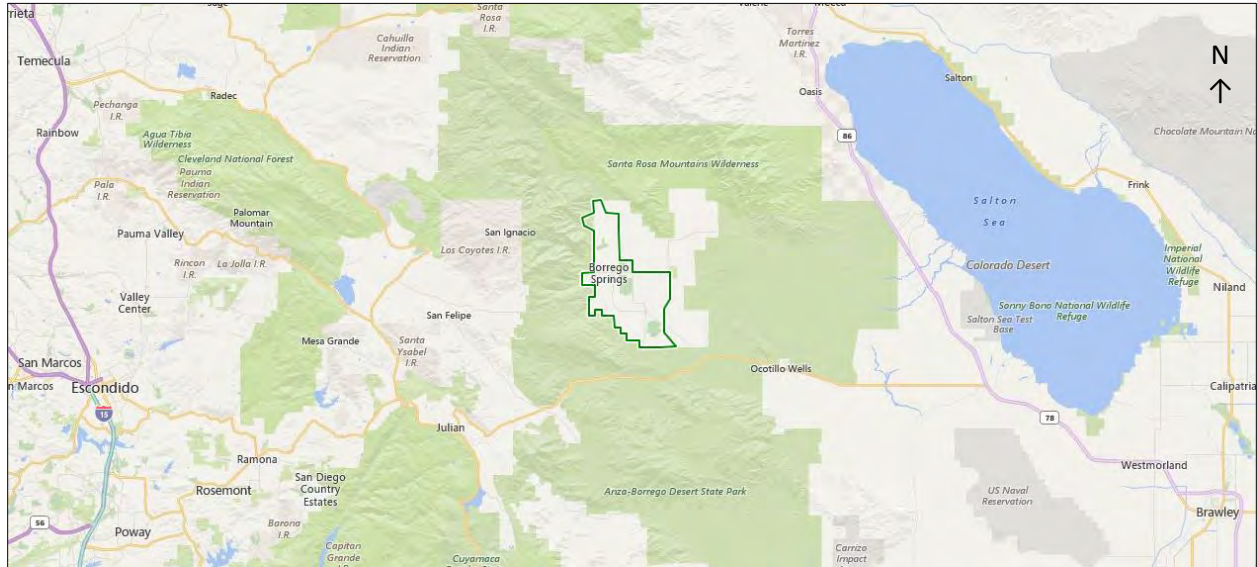 rrieta
Temecula
Pechanga
I.R.
Rainbow
Pala
I.R.
Agua Tibia
Wilderness
Cleveland National Forest
Pauma
Indian
Reservation
Radec
Palomar
Mountain
Pauma Valley
Rincon
I.R.
La Jolla I.R.
Valley
Center
San Marcos
n Marcos
Escondido
15
Mesa Grande
Ramona
Rosemont
San Diego
Country
Estates
Barona
I.R.
56
Poway
Capitan
Grande
Cahuilla
Indian
Reservation
Santa
Rosa I.R.
San Ignacio
Los Coyotes I.R.
San Felipe
Santa
Ysabel
I.R.
Julian
Cuyamaca
Santa Rosa Mountains Wilderness
Borrego
Springs
Anza-Borrego Desert State Park
Ocotillo Wells
Torres
Martinez
I.R.
Oasis
86
Salton
Salton
Sea
Colorado Desert
Sonny Bono National Wildlife
Refuge
Salton Sea Test
Base
78
US Naval
Reservation
Carrizo
Impact
N
↑
Chocolate Mountain Na
Frink
Imperial
National
Wildlife
Refuge
Niland
Calipatria
Westmorland
Brawley